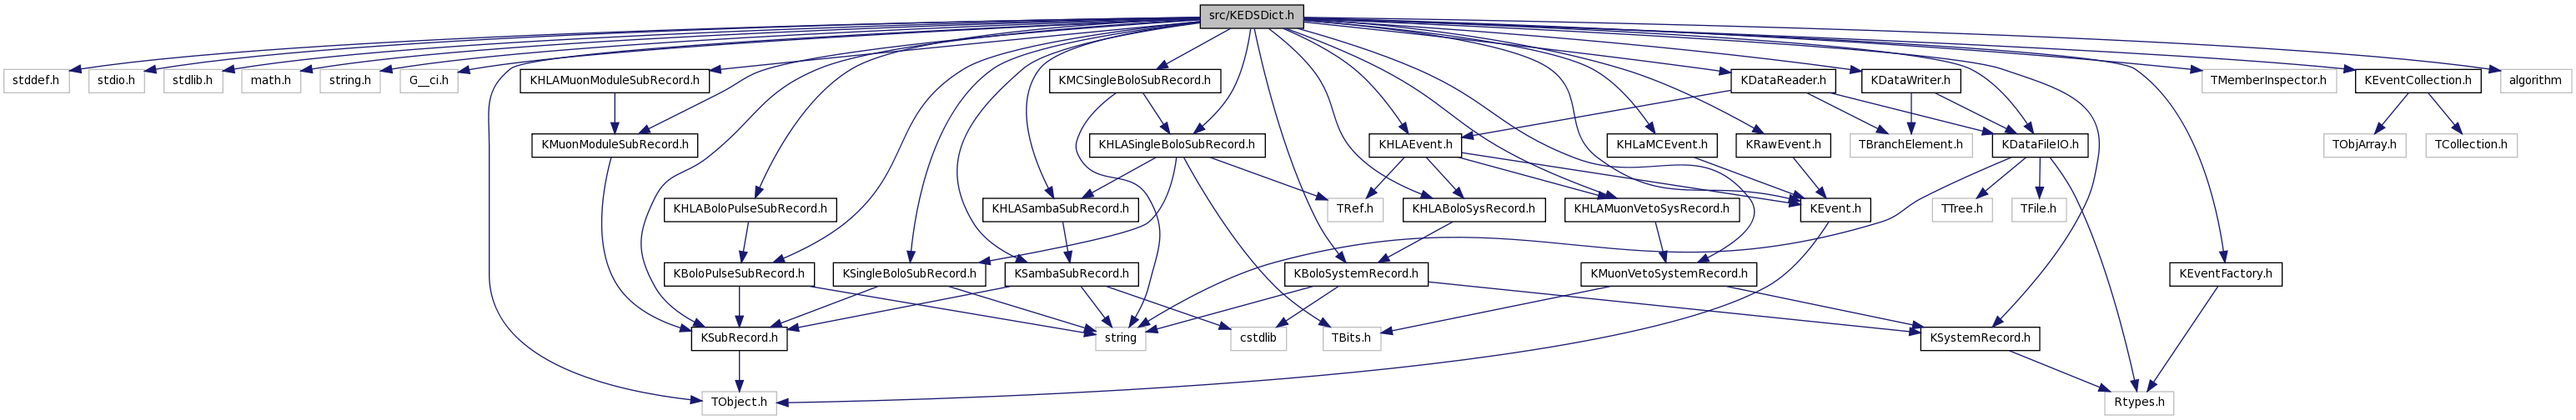 src/KEDSDict.h
stddef.h
stdio.h
stdlib.h
math.h
string.h
G__ci.h
KHLAMuonModuleSubRecord.h
KMCSingleBoloSubRecord.h
KDataReader.h
KDataWriter.h
TMemberInspector.h
KEventCollection.h
algorithm
KMuonModuleSubRecord.h
KHLASingleBoloSubRecord.h
KHLAEvent.h
KHLaMCEvent.h
KRawEvent.h
TBranchElement.h
KDataFileIO.h
TObjArray.h
TCollection.h
KHLABoloPulseSubRecord.h
KHLASambaSubRecord.h
TRef.h
KHLABoloSysRecord.h
KHLAMuonVetoSysRecord.h
KEvent.h
TTree.h
TFile.h
KBoloPulseSubRecord.h
KSingleBoloSubRecord.h
KSambaSubRecord.h
KBoloSystemRecord.h
KMuonVetoSystemRecord.h
KEventFactory.h
KSubRecord.h
string
cstdlib
TBits.h
KSystemRecord.h
TObject.h
Rtypes.h